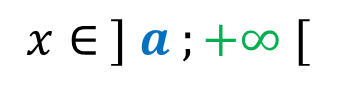 x ∈ ] a ; +∞ [